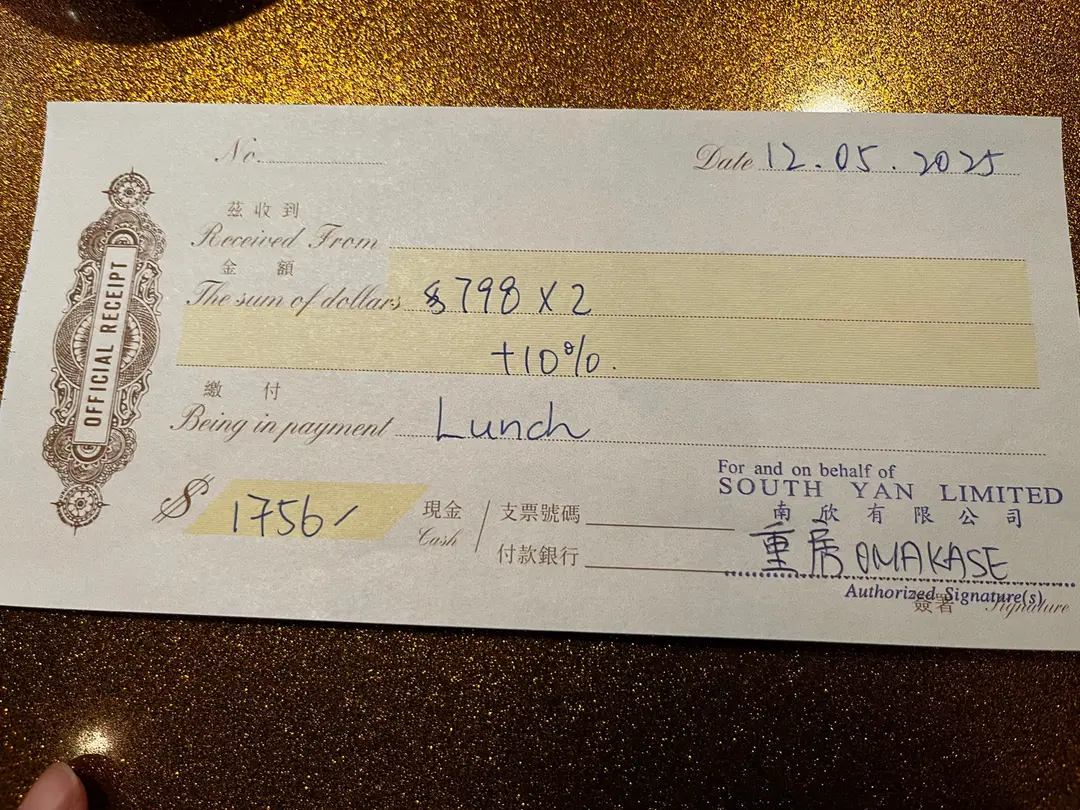 No.
Date 12.05.2025
茲收到
Received From
金額
The sum of dollars $798 x 2
+10%.
繳付
Being in payment Lunch
OFFICIAL RECEIPT
$ 1756/
現金
Cash
支票號碼
付款銀行
For and on behalf of
SOUTH YAN LIMITED
南欣有限公司
重房 OMAKASE
Authorized Signature(s)
簽署 Signature